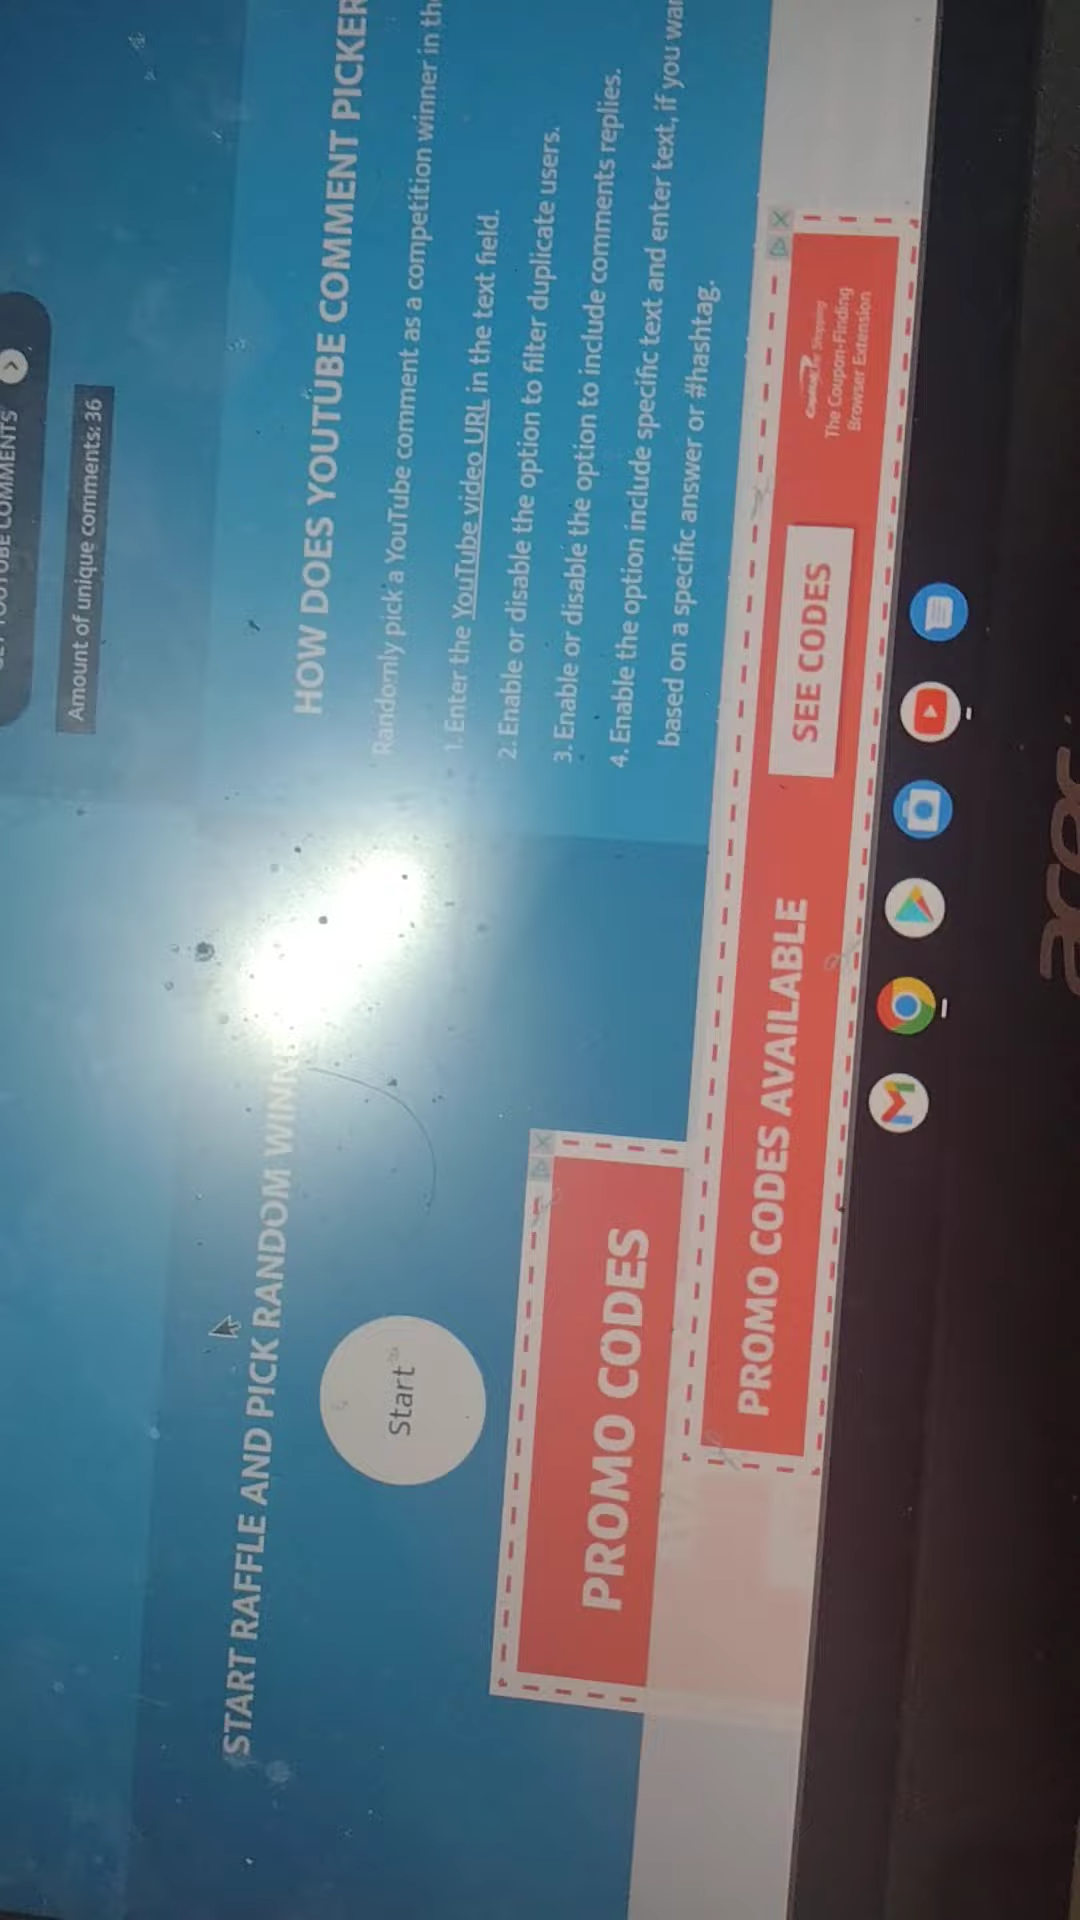 GET YOUTUBE COMMENTS
Amount of unique comments: 36
START RAFFLE AND PICK RANDOM
Start
HOW DOES YOUTUBE COMMENT PICKER
Randomly pick a YouTube comment as a competition winner in
1. Enter the YouTube video URL in the text field.
2. Enable or disable the option to filter duplicate users.
3. Enable or disable the option to include comments replies.
4. Enable the option include specific text and enter text, if you
based on a specific answer or #hashtag.
PROMO CODES
PROMO CODES AVAILABLE
SEE CODES
The Coupon-Finding
Browser Extension
acer